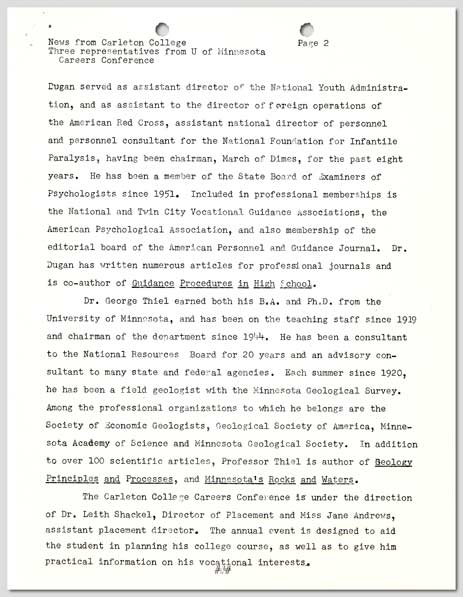 News from Carleton College
Page 2
Three representatives from U of Minnesota
Careers Conference
Dugan served as assistant director of the National Youth Administra-
tion, and as assistant to the director of foreign operations of
the American Red Cross, assistant national director of personnel
and personnel consultant for the National Foundation for Infantile
Paralysis, having been chairman, March of Dimes, for the past eight
years. He has been a member of the State Board of Examiners of
Psychologists since 1951. Included in professional memberships is
the National and Twin City Vocational Guidance Associations, the
American Psychological Association, and also membership of the
editorial board of the American Personnel and Guidance Journal. Dr.
Dugan has written numerous articles for professional journals and
is co-author of Guidance Procedures in High School.
Dr. George Thiel earned both his B.A. and Ph.D. from the
University of Minnesota, and has been on the teaching staff since 1919
and chairman of the department since 1944. He has been a consultant
to the National Resources Board for 20 years and an advisory con-
sultant to many state and federal agencies. Each summer since 1920,
he has been a field geologist with the Minnesota Geological Survey.
Among the professional organizations to which he belongs are the
Society of Economic Geologists, Geological Society of America, Minne-
sota Academy of Science and Minnesota Geological Society. In addition
to over 100 scientific articles, Professor Thiel is author of Geology
Principles and Processes, and Minnesota's Rocks and Waters.
The Carleton College Careers Conference is under the direction
of Dr. Leith Shackel, Director of Placement and Miss Jane Andrews,
assistant placement director. The annual event is designed to aid
the student in planning his college course, as well as to give him
practical information on his vocational interests.
##